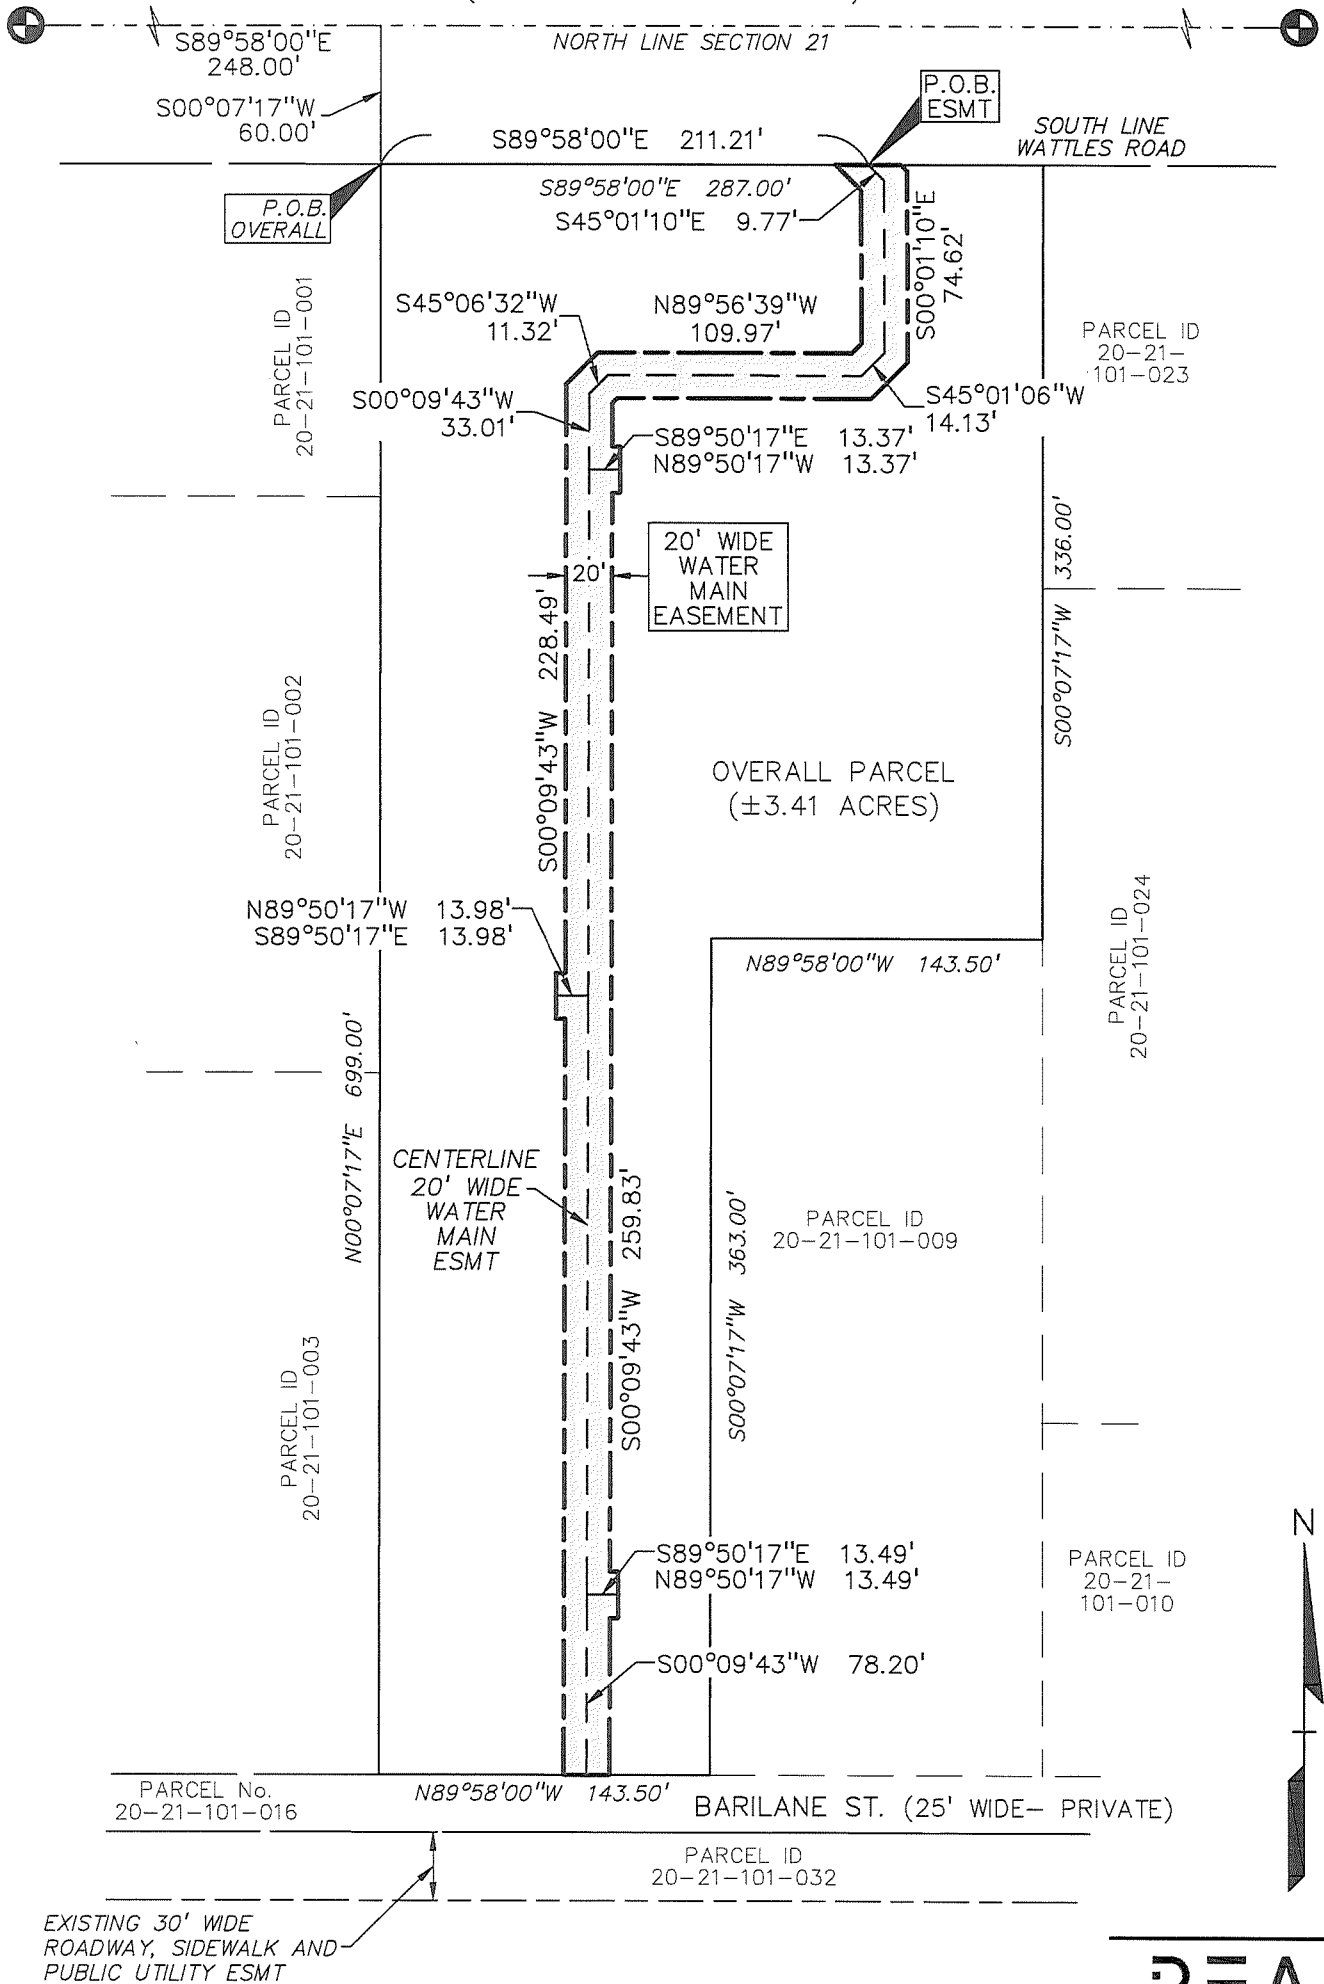 NORTH LINE SECTION 21
S89°58'00"E
248.00'
S00°07'17"W
60.00'
P.O.B.
ESMT
S89°58'00"E 211.21'
SOUTH LINE
WATTLES ROAD
P.O.B.
OVERALL
S89°58'00"E 287.00'
S45°01'10"E 9.77'
S00°01'10"E
74.62'
PARCEL ID
20-21-101-001
S45°06'32"W
11.32'
N89°56'39"W
109.97'
PARCEL ID
20-21-
101-023
S00°09'43"W
33.01'
S45°01'06"W
14.13'
S89°50'17"E 13.37'
N89°50'17"W 13.37'
20'
20' WIDE
WATER
MAIN
EASEMENT
S00°07'17"W 336.00'
S00°09'43"W 228.49'
PARCEL ID
20-21-101-002
OVERALL PARCEL
(±3.41 ACRES)
N89°50'17"W 13.98'
S89°50'17"E 13.98'
N89°58'00"W 143.50'
PARCEL ID
20-21-101-024
N00°07'17"E 699.00'
CENTERLINE
20' WIDE
WATER
MAIN
ESMT
S00°09'43"W 259.83'
S00°07'17"W 363.00'
PARCEL ID
20-21-101-009
PARCEL ID
20-21-101-003
S89°50'17"E 13.49'
N89°50'17"W 13.49'
PARCEL ID
20-21-
101-010
N
S00°09'43"W 78.20'
PARCEL No.
20-21-101-016
N89°58'00"W 143.50'
BARILANE ST. (25' WIDE- PRIVATE)
PARCEL ID
20-21-101-032
EXISTING 30' WIDE
ROADWAY, SIDEWALK AND
PUBLIC UTILITY ESMT